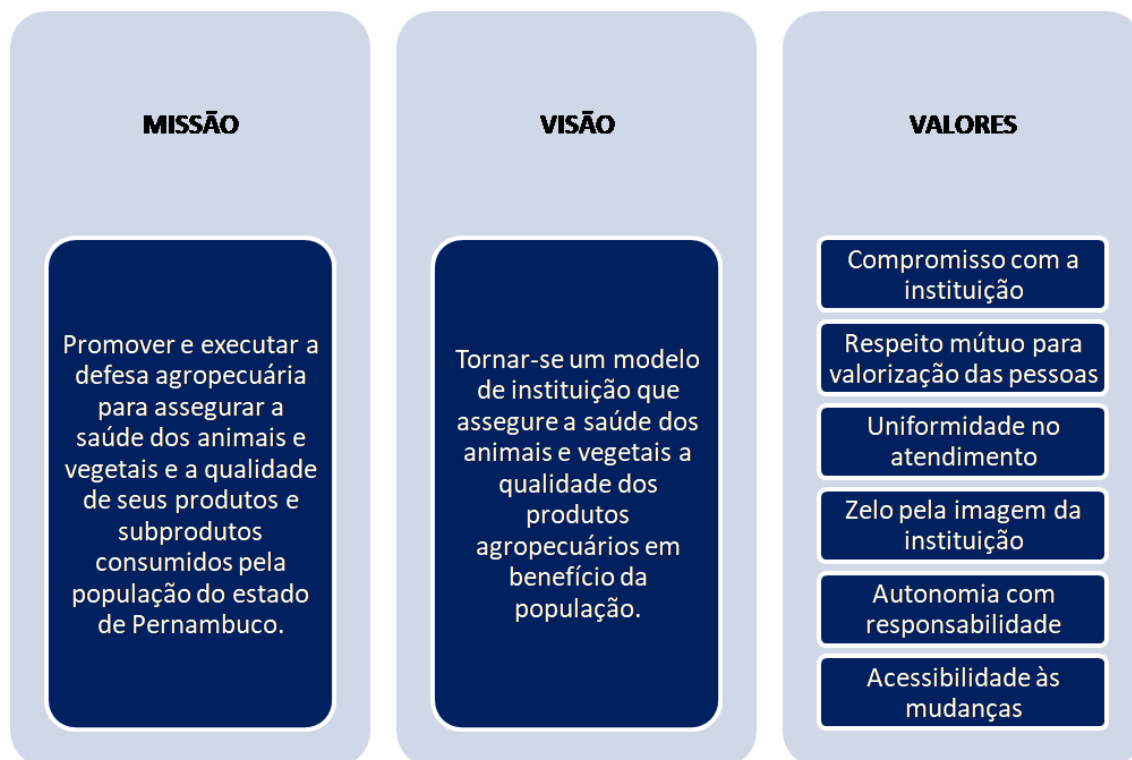 MISSÃO
Promover e executar a
defesa agropecuária
para assegurar a
saúde dos animais e
vegetais e a qualidade
de seus produtos e
subprodutos
consumidos pela
população do estado
de Pernambuco.
VISÃO
Tornar-se um modelo
de instituição que
assegure a saúde dos
animais e vegetais a
qualidade dos
produtos
agropecuários em
benefício da
população.
VALORES
Compromisso com a
instituição
Respeito mútuo para
valorização das pessoas
Uniformidade no
atendimento
Zelo pela imagem da
instituição
Autonomia com
responsabilidade
Acessibilidade às
mudanças